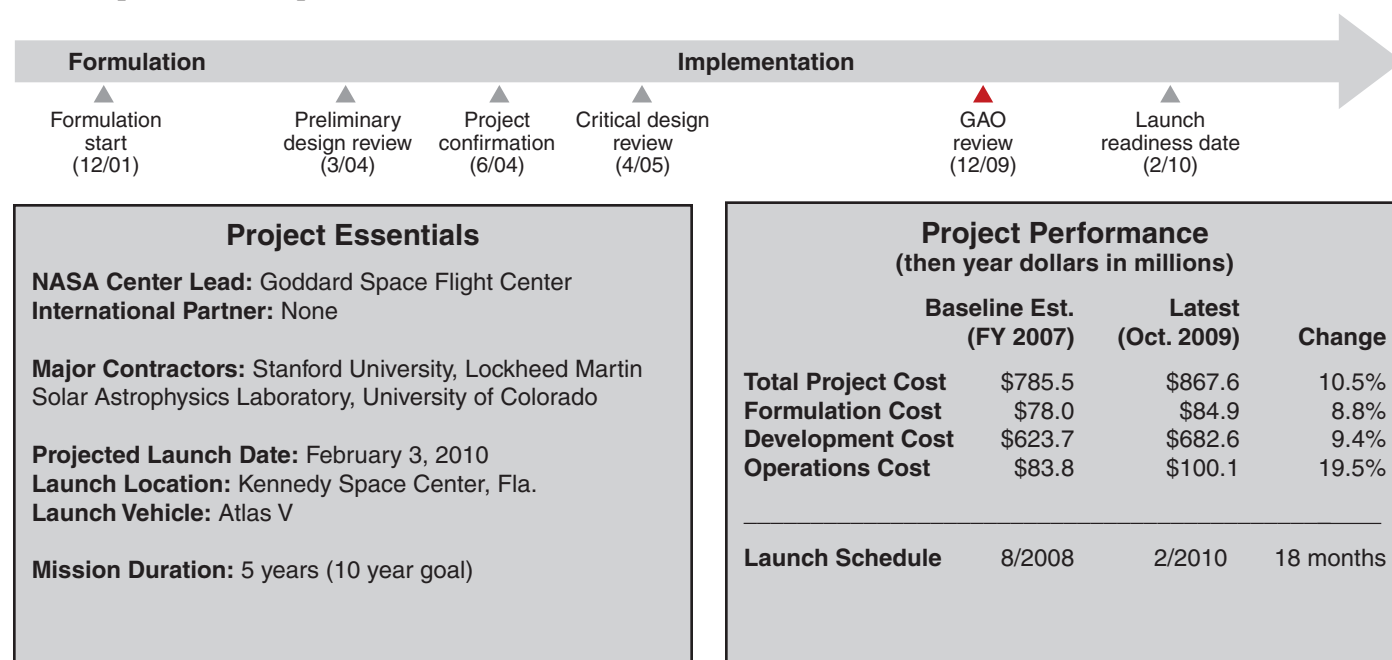 Formulation Implementation
Formulation start (12/01)
Preliminary design review (3/04)
Project confirmation (6/04)
Critical design review (4/05)
GAO review (12/09)
Launch readiness date (2/10)
Project Essentials
NASA Center Lead: Goddard Space Flight Center
International Partner: None
Major Contractors: Stanford University, Lockheed Martin
Solar Astrophysics Laboratory, University of Colorado
Projected Launch Date: February 3, 2010
Launch Location: Kennedy Space Center, Fla.
Launch Vehicle: Atlas V
Mission Duration: 5 years (10 year goal)
Project Performance
(then year dollars in millions)
Baseline Est. Latest
(FY 2007) (Oct. 2009) Change
Total Project Cost $785.5 $867.6 10.5%
Formulation Cost $78.0 $84.9 8.8%
Development Cost $623.7 $682.6 9.4%
Operations Cost $83.8 $100.1 19.5%
Launch Schedule 8/2008 2/2010 18 months